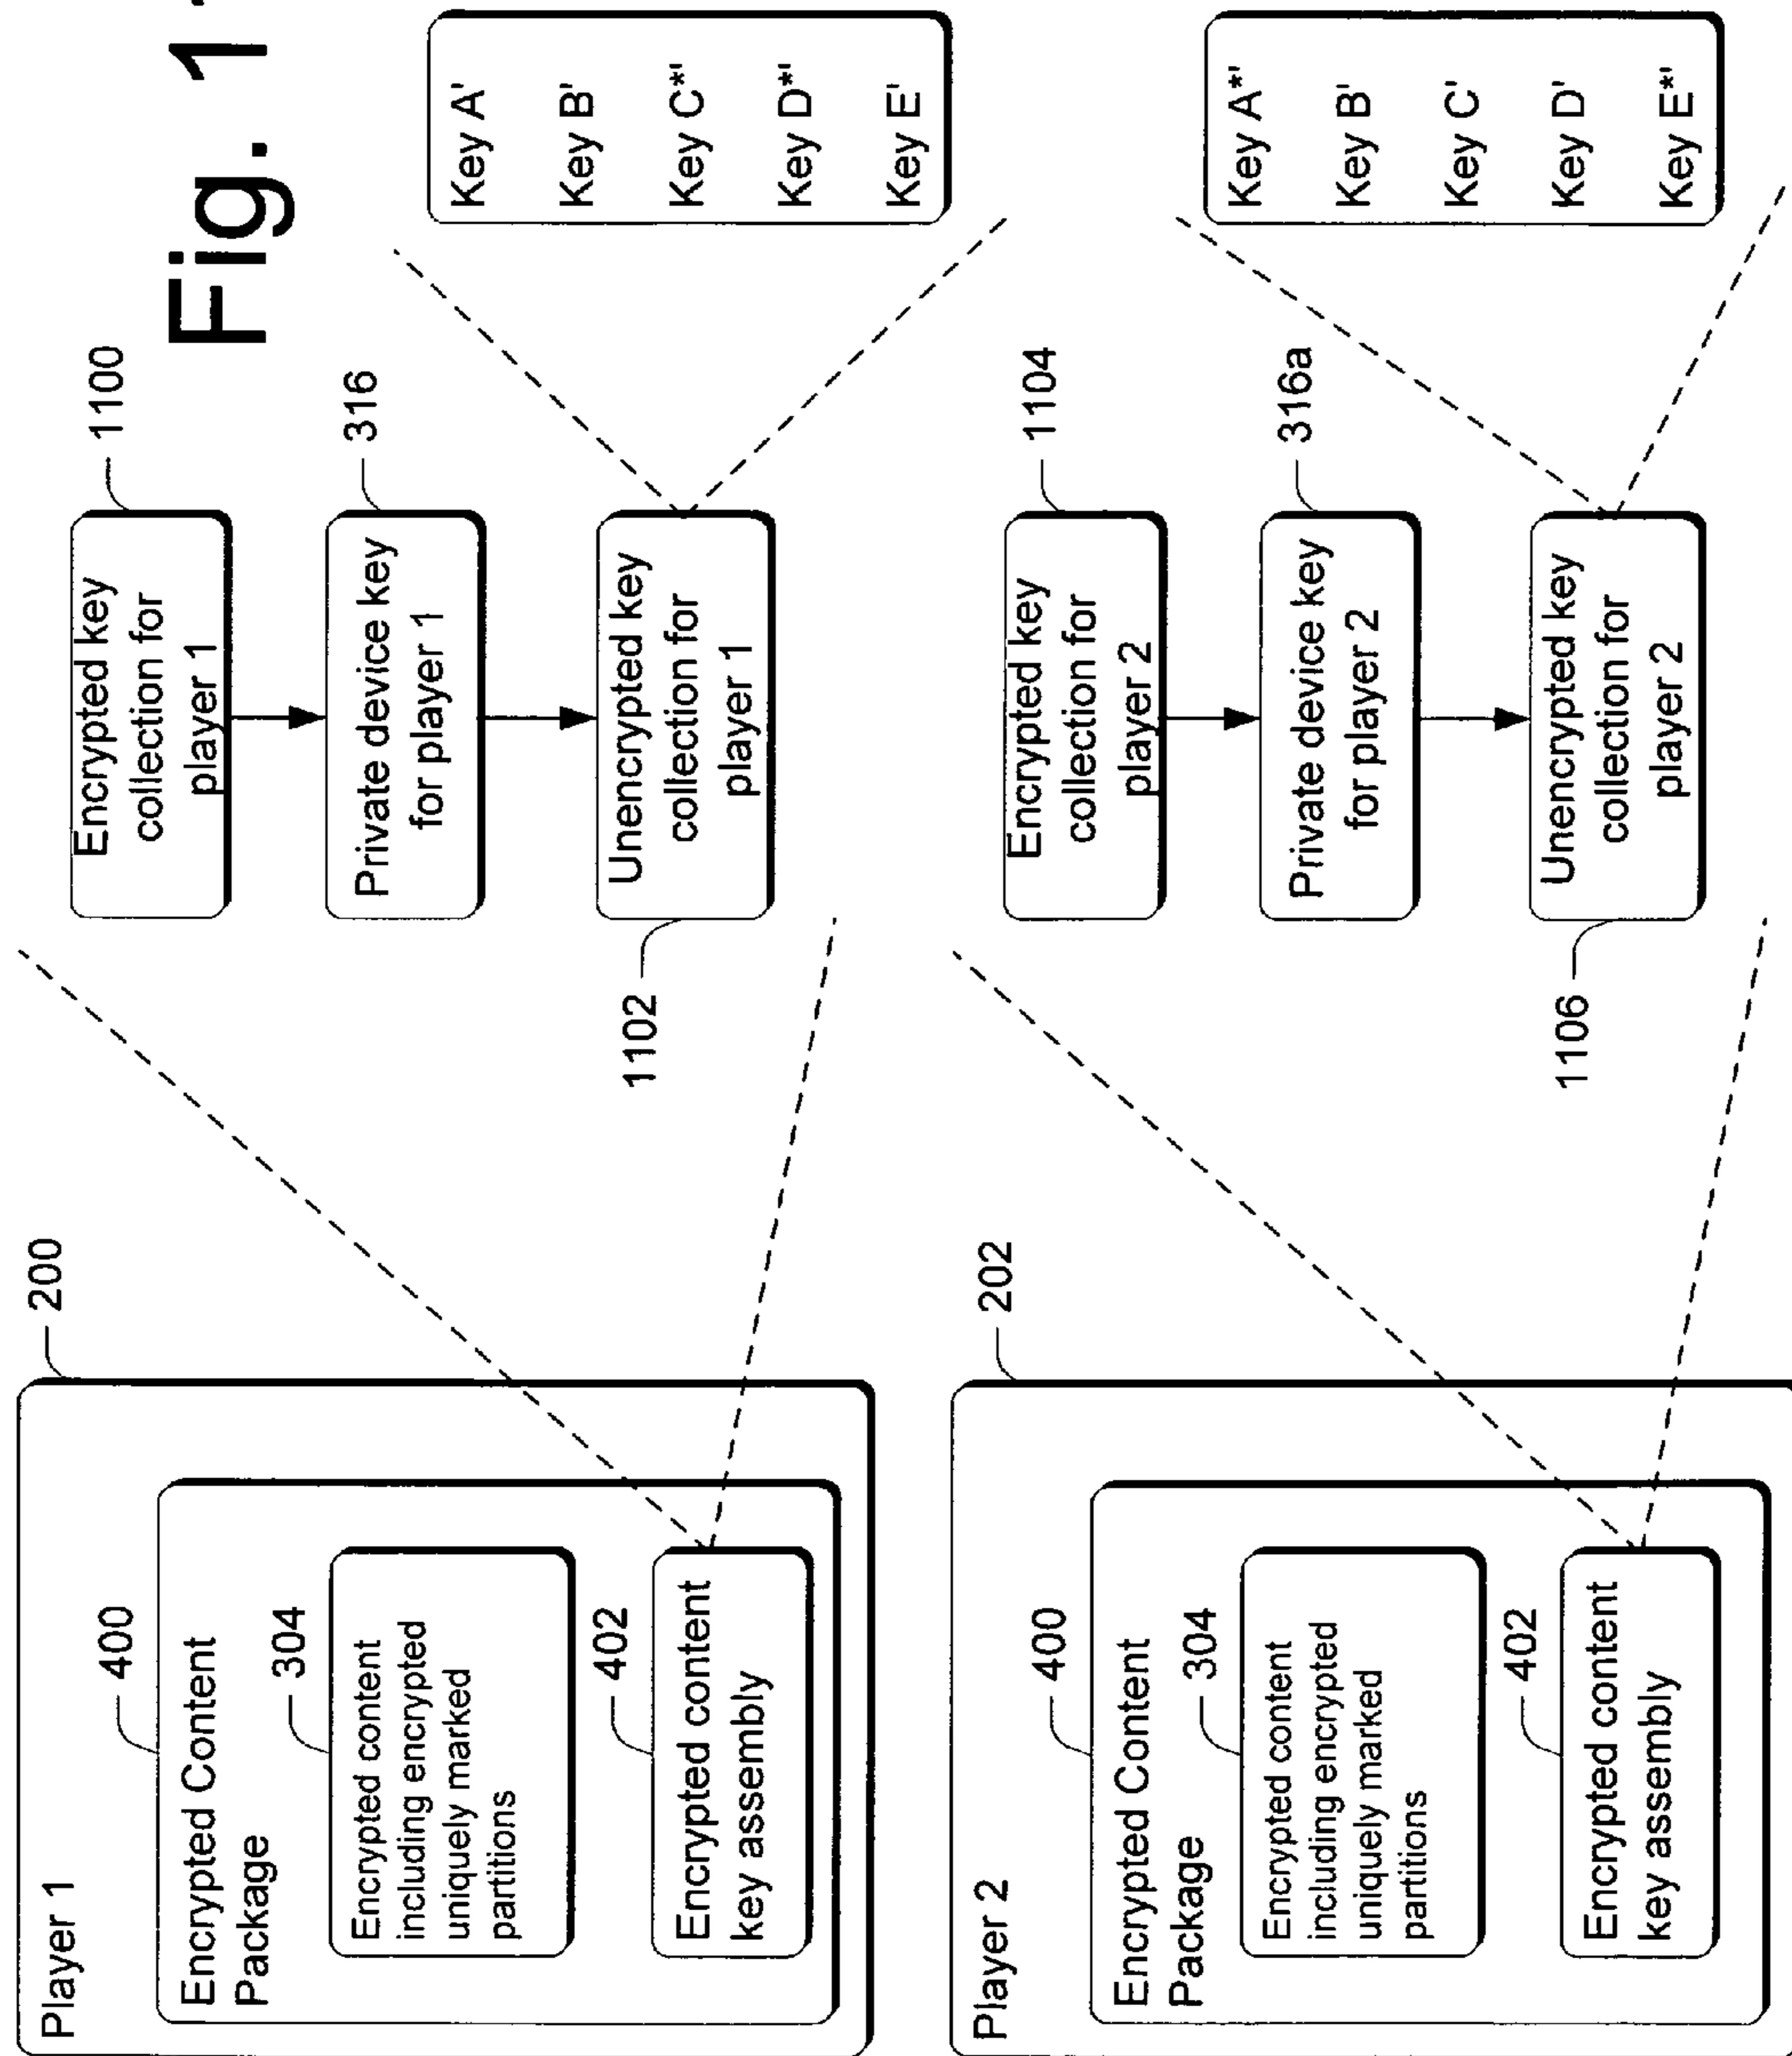 Fig. 1
Player 1
200
Encrypted Content
Package
400
Encrypted content
including encrypted
uniquely marked
partitions
304
Encrypted content
key assembly
402
Encrypted key
collection for
player 1
1100
Private device key
for player 1
316
Unencrypted key
collection for
player 1
1102
Key A'
Key B'
Key C*'
Key D*'
Key E'
Player 2
202
Encrypted Content
Package
400
Encrypted content
including encrypted
uniquely marked
partitions
304
Encrypted content
key assembly
402
Encrypted key
collection for
player 2
1104
Private device key
for player 2
316a
Unencrypted key
collection for
player 2
1106
Key A*'
Key B'
Key C'
Key D'
Key E*'